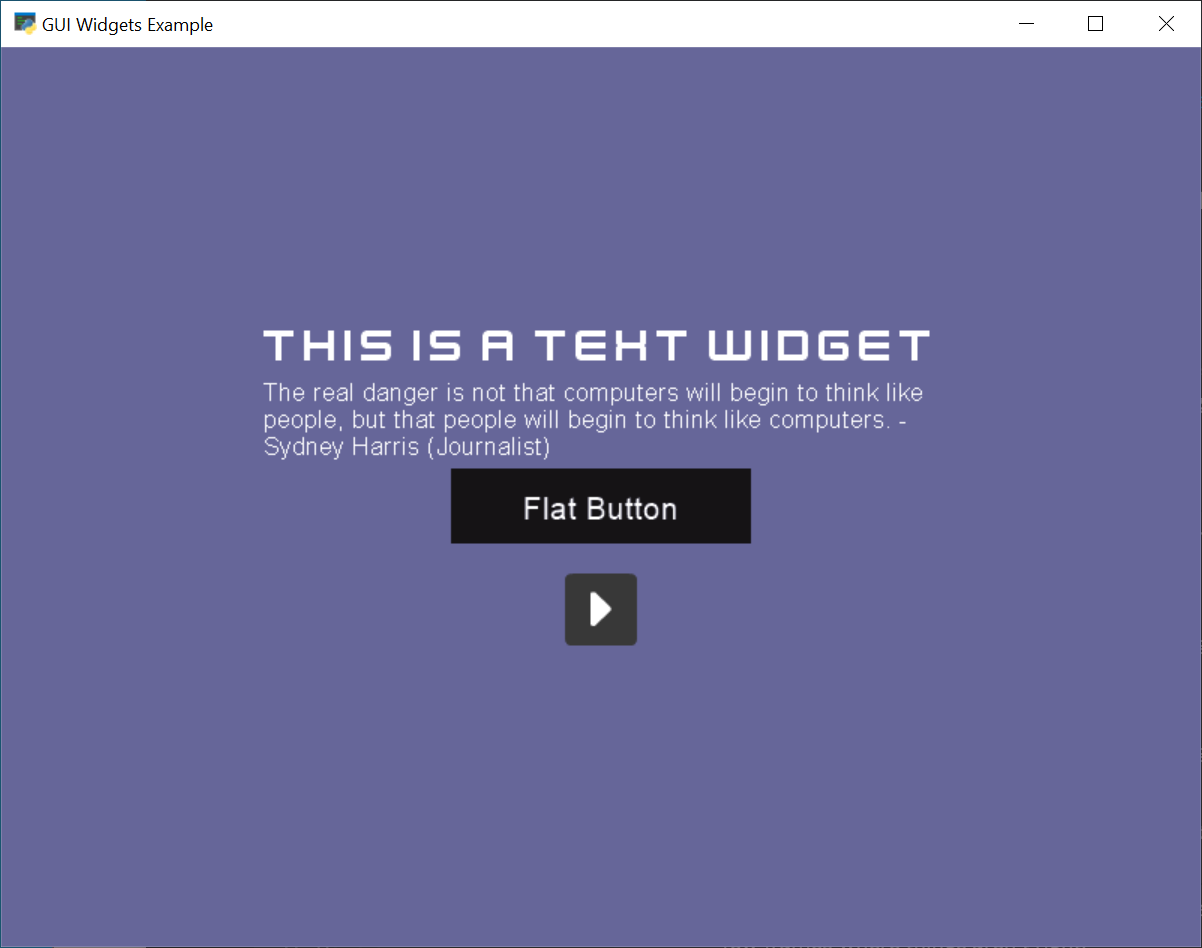 GUI Widgets Example
THIS IS A TEXT WIDGET
The real danger is not that computers will begin to think like
people, but that people will begin to think like computers. -
Sydney Harris (Journalist)
Flat Button